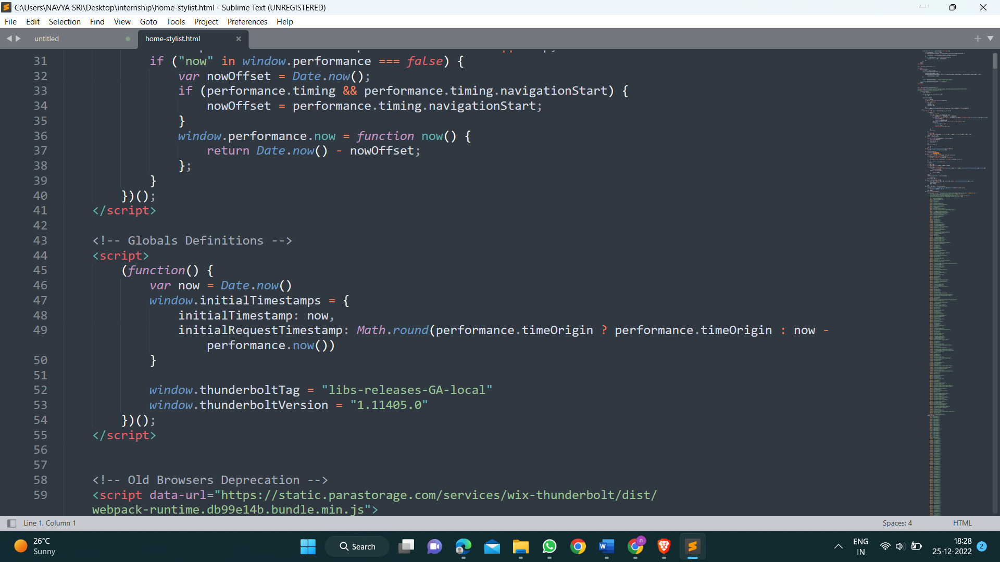 C:\Users\NAVYA SRI\Desktop\internship\home-stylist.html - Sublime Text (UNREGISTERED)
File Edit Selection Find View Goto Tools Project Preferences Help
untitled home-stylist.html
31 if ("now" in window.performance === false) {
32 var nowOffset = Date.now();
33 if (performance.timing && performance.timing.navigationStart) {
34 nowOffset = performance.timing.navigationStart;
35 }
36 window.performance.now = function now() {
37 return Date.now() - nowOffset;
38 };
39 }
40 })();
41 </script>
42
43 <!-- Globals Definitions -->
44 <script>
45 (function() {
46 var now = Date.now()
47 window.initialTimestamps = {
48 initialTimestamp: now,
49 initialRequestTimestamp: Math.round(performance.timeOrigin ? performance.timeOrigin : now -
performance.now())
50 }
51
52 window.thunderboltTag = "libs-releases-GA-local"
53 window.thunderboltVersion = "1.11405.0"
54 })();
55 </script>
56
57
58 <!-- Old Browsers Deprecation -->
59 <script data-url="https://static.parastorage.com/services/wix-thunderbolt/dist/
webpack-runtime.db99e14b.bundle.min.js">
Line 1, Column 1 Spaces: 4 HTML
26°C
Sunny
Search
W
n
ENG
IN
18:28
25-12-2022
2